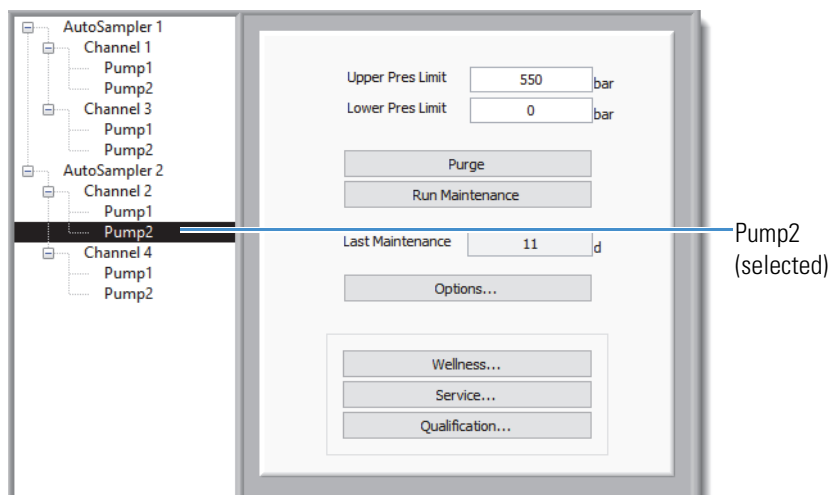 AutoSampler 1
Channel 1
Pump1
Pump2
Channel 3
Pump1
Pump2
AutoSampler 2
Channel 2
Pump1
Pump2
Channel 4
Pump1
Pump2
Upper Pres Limit 550 bar
Lower Pres Limit 0 bar
Purge
Run Maintenance
Last Maintenance 11 d
Options...
Wellness...
Service...
Qualification...
Pump2
(selected)